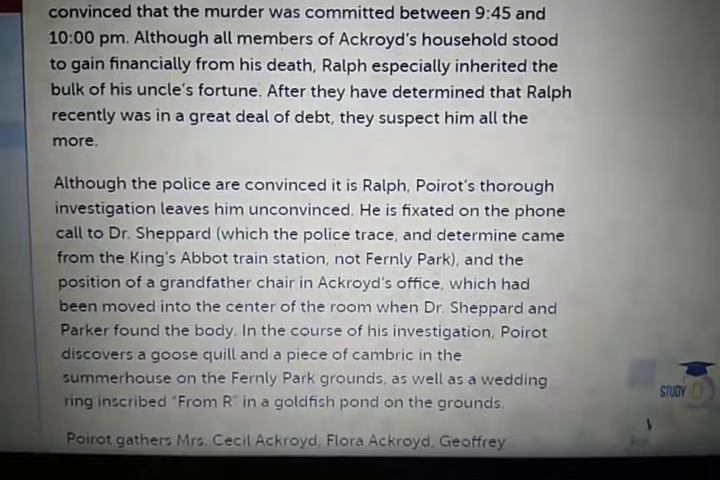 convinced that the murder was committed between 9:45 and
10:00 pm. Although all members of Ackroyd's household stood
to gain financially from his death, Ralph especially inherited the
bulk of his uncle's fortune. After they have determined that Ralph
recently was in a great deal of debt, they suspect him all the
more.
Although the police are convinced it is Ralph, Poirot's thorough
investigation leaves him unconvinced. He is fixated on the phone
call to Dr. Sheppard (which the police trace, and determine came
from the King's Abbot train station, not Fernly Park), and the
position of a grandfather chair in Ackroyd's office, which had
been moved into the center of the room when Dr. Sheppard and
Parker found the body. In the course of his investigation, Poirot
discovers a goose quill and a piece of cambric in the
summerhouse on the Fernly Park grounds, as well as a wedding
ring inscribed "From R" in a goldfish pond on the grounds.
Poirot gathers Mrs. Cecil Ackroyd, Flora Ackroyd, Geoffrey
STUDY